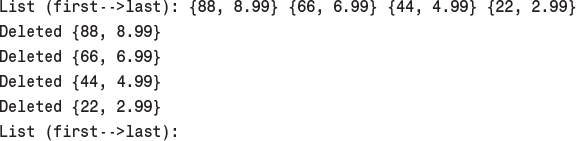 List (first-->last): {88, 8.99} {66, 6.99} {44, 4.99} {22, 2.99}
Deleted {88, 8.99}
Deleted {66, 6.99}
Deleted {44, 4.99}
Deleted {22, 2.99}
List (first-->last):